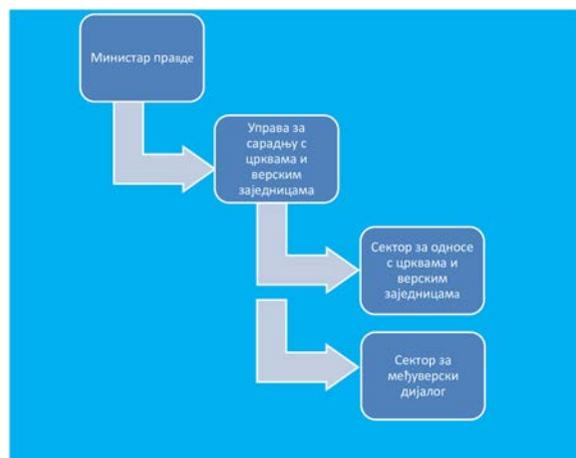 Министар правде
Управа за
сарадњу с
црквама и
верским
заједницама
Сектор за односе
с црквама и
верским
заједницама
Сектор за
међуверски
дијалог